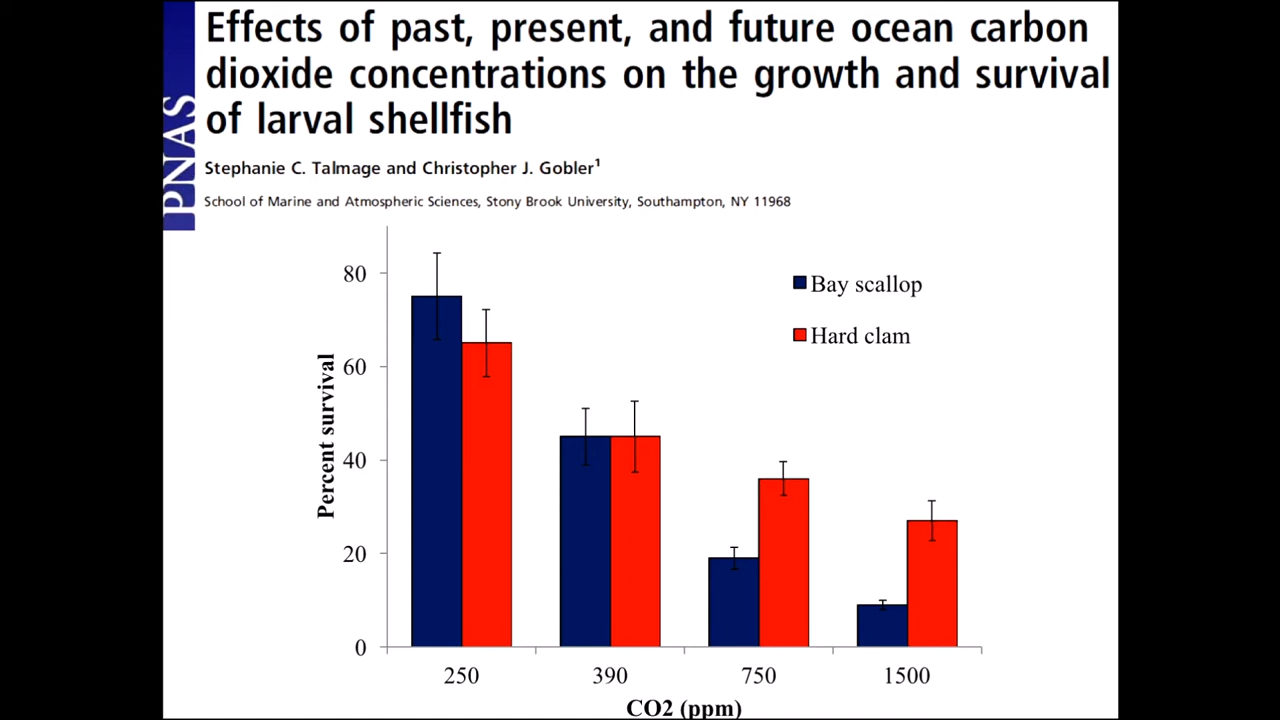 PNAS
Effects of past, present, and future ocean carbon
dioxide concentrations on the growth and survival
of larval shellfish
Stephanie C. Talmage and Christopher J. Gobler1
School of Marine and Atmospheric Sciences, Stony Brook University, Southampton, NY 11968
Percent survival
80
60
40
20
0
Bay scallop
Hard clam
250 390 750 1500
CO2 (ppm)